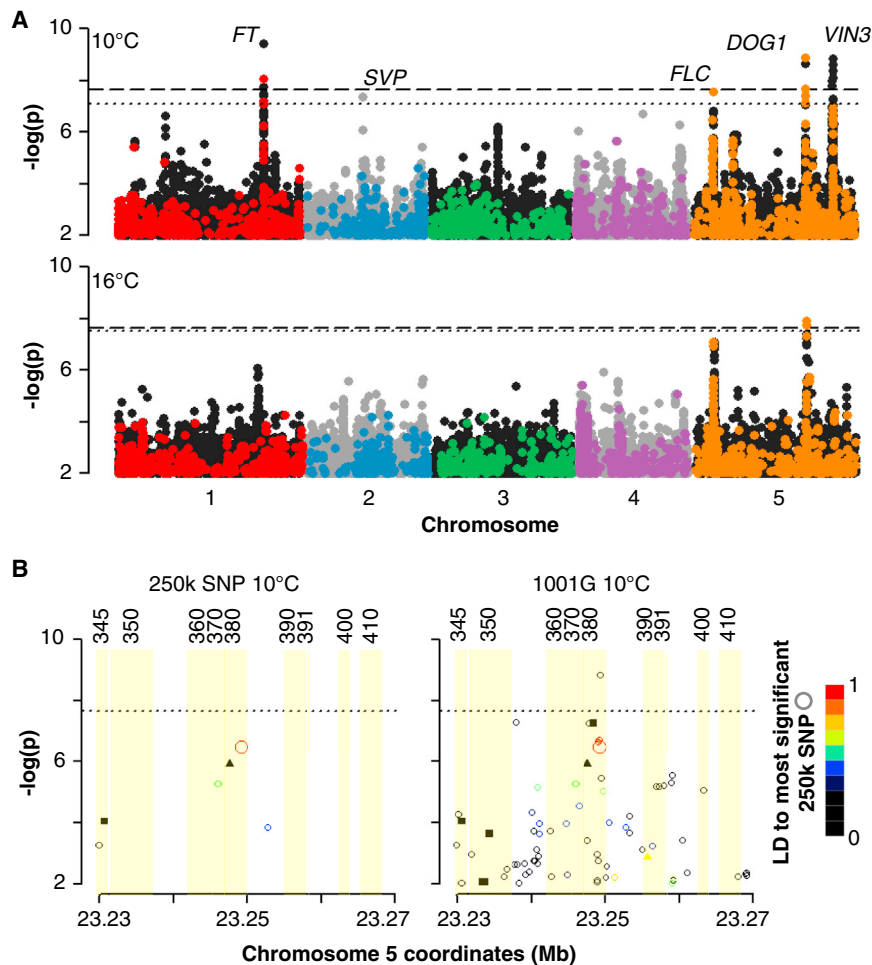 A
10°C
FT
SVP
FLC
DOG1
VIN3
10
6
2
-log(p)
16°C
10
6
2
-log(p)
1 2 3 4 5
Chromosome
B
250k SNP 10°C
1001G 10°C
345 350 360 370 380 390 391 400 410
345 350 360 370 380 390 391 400 410
10
6
2
-log(p)
23.23 23.25 23.27
23.23 23.25 23.27
Chromosome 5 coordinates (Mb)
LD to most significant
250k SNP
1
0